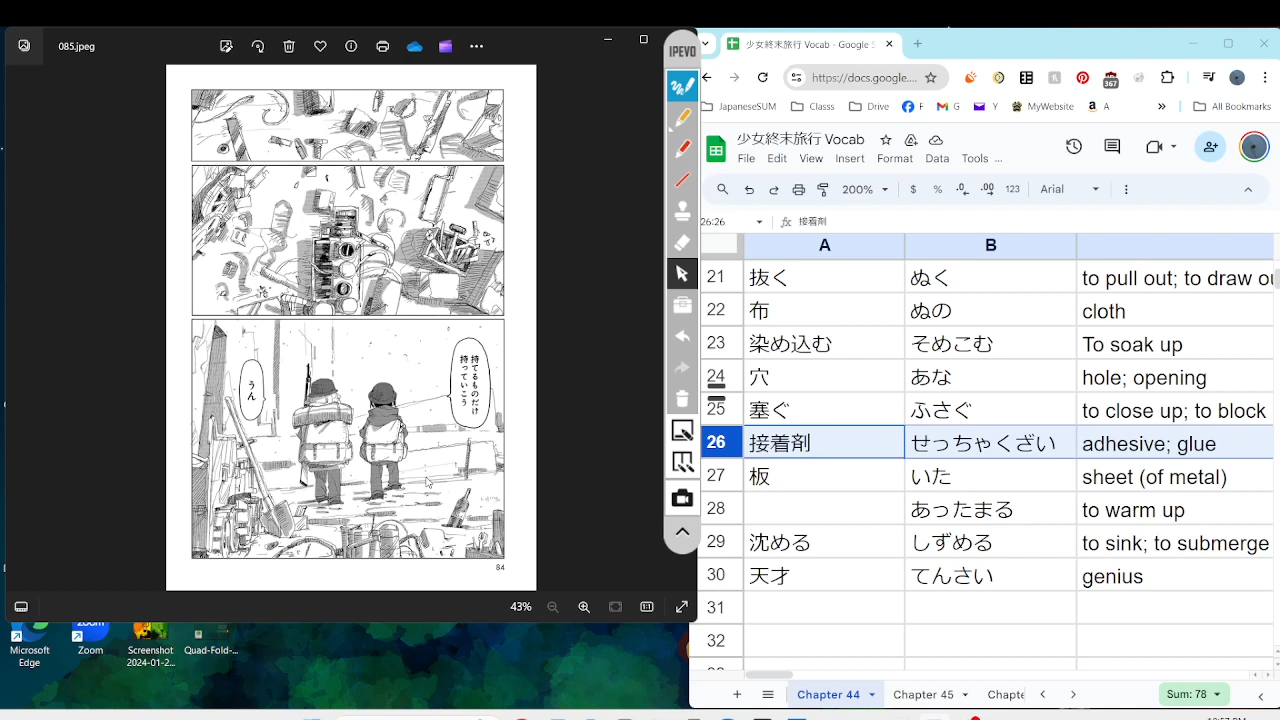 085.jpeg
持てるものだけ
持っていこう
うん
84
43%
Microsoft
Edge
Zoom
Screenshot
2024-01-2...
Quad-Fold-...
IPEVO
少女終末旅行 Vocab - Google S
https://docs.google....
367
JapaneseSUM
Classs
Drive
F
G
Y
MyWebsite
a A
All Bookmarks
少女終末旅行 Vocab
File Edit View Insert Format Data Tools ...
200% $ % .0 .00 123 Arial
26:26 fx 接着剤
A B
21 抜く ぬく to pull out; to draw ou
22 布 ぬの cloth
23 染め込む そめこむ To soak up
24 穴 あな hole; opening
25 塞ぐ ふさぐ to close up; to block
26 接着剤 せっちゃくざい adhesive; glue
27 板 いた sheet (of metal)
28 あったまる to warm up
29 沈める しずめる to sink; to submerge
30 天才 てんさい genius
31
32
Chapter 44 Chapter 45 Chapte Sum: 78